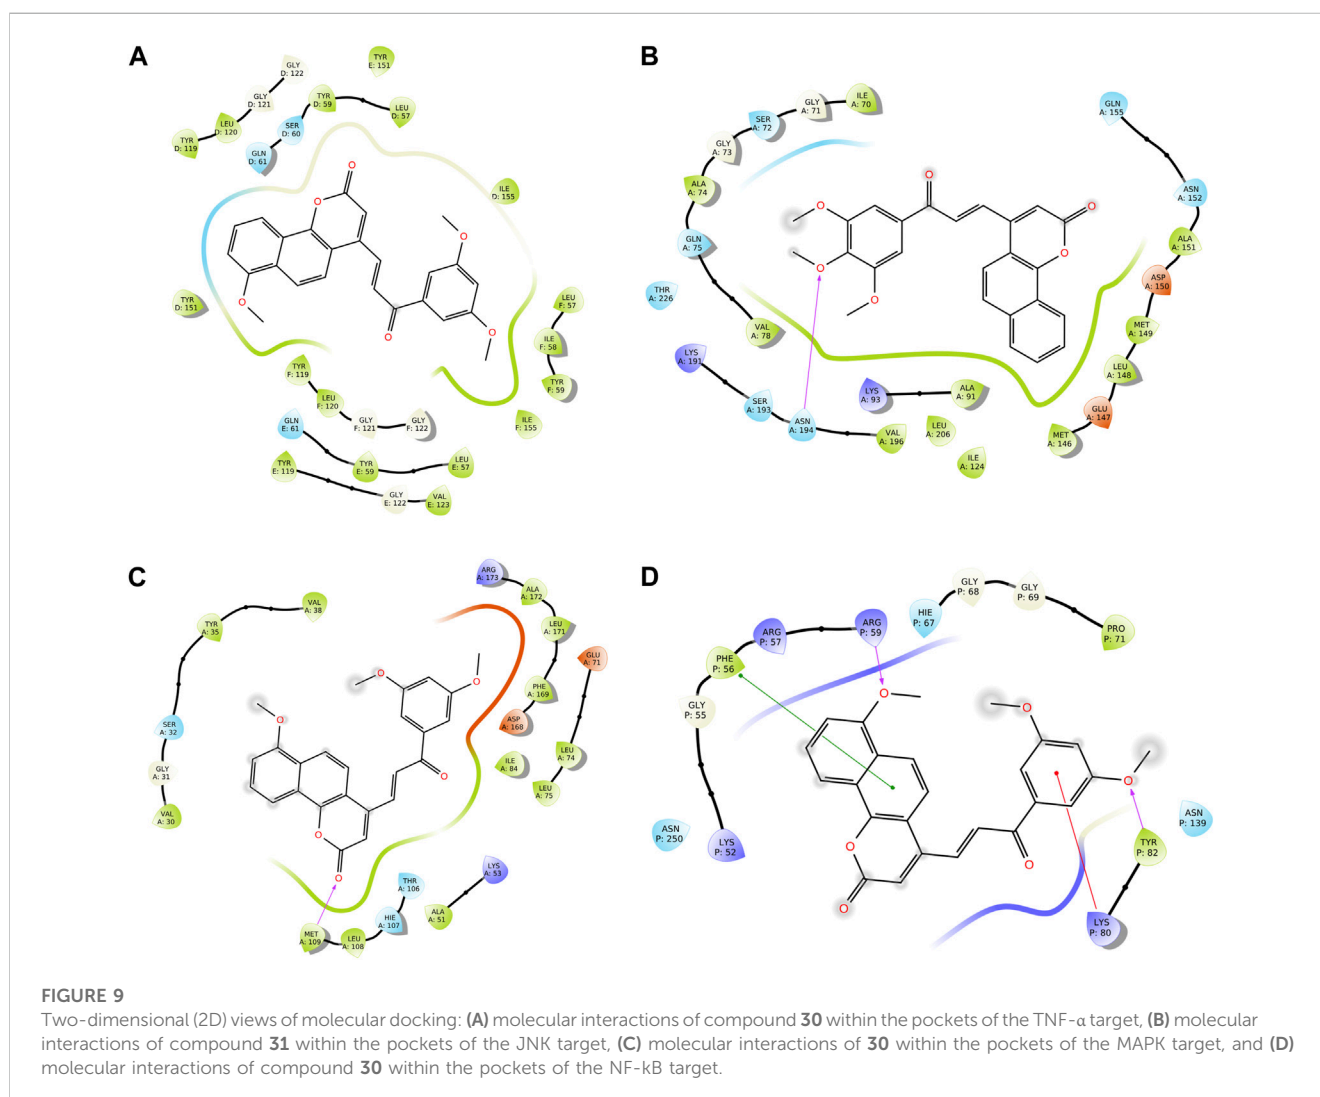 A
GLY
D: 122
TYR
E: 151
GLY
D: 121
TYR
D: 59
LEU
D: 57
LEU
D: 120
SER
D: 60
TYR
D: 119
GLN
D: 61
O
O
ILE
D: 155
O
O
O
O
TYR
D: 151
LEU
F: 57
ILE
F: 58
TYR
F: 59
TYR
F: 119
LEU
F: 120
GLY
F: 121
GLY
F: 122
ILE
F: 155
GLN
E: 61
TYR
E: 119
TYR
E: 59
LEU
E: 57
GLY
E: 122
VAL
E: 123
B
ILE
A: 70
GLY
A: 71
SER
A: 72
GLY
A: 73
ALA
A: 74
GLN
A: 75
THR
A: 226
VAL
A: 78
GLN
A: 155
ASN
A: 152
ALA
A: 151
ASP
A: 150
MET
A: 149
LEU
A: 148
GLU
A: 147
MET
A: 146
O
O
O
O
O
O
LYS
A: 191
SER
A: 193
ASN
A: 194
VAL
A: 196
LYS
A: 93
ALA
A: 91
LEU
A: 206
ILE
A: 124
C
VAL
A: 38
TYR
A: 35
SER
A: 32
GLY
A: 31
VAL
A: 30
ARG
A: 173
ALA
A: 172
LEU
A: 171
PHE
A: 169
ASP
A: 168
GLU
A: 71
LEU
A: 74
LEU
A: 75
ILE
A: 84
O
O
O
O
O
O
LYS
A: 53
ALA
A: 51
THR
A: 106
HIE
A: 107
LEU
A: 108
MET
A: 109
D
HIE
P: 67
GLY
P: 68
GLY
P: 69
PRO
P: 71
ARG
P: 59
ARG
P: 57
PHE
P: 56
GLY
P: 55
ASN
P: 250
LYS
P: 52
O
O
O
O
O
O
ASN
P: 139
TYR
P: 82
LYS
P: 80
FIGURE 9
Two-dimensional (2D) views of molecular docking: (A) molecular interactions of compound 30 within the pockets of the TNF-α target, (B) molecular
interactions of compound 31 within the pockets of the JNK target, (C) molecular interactions of 30 within the pockets of the MAPK target, and (D)
molecular interactions of compound 30 within the pockets of the NF-kB target.